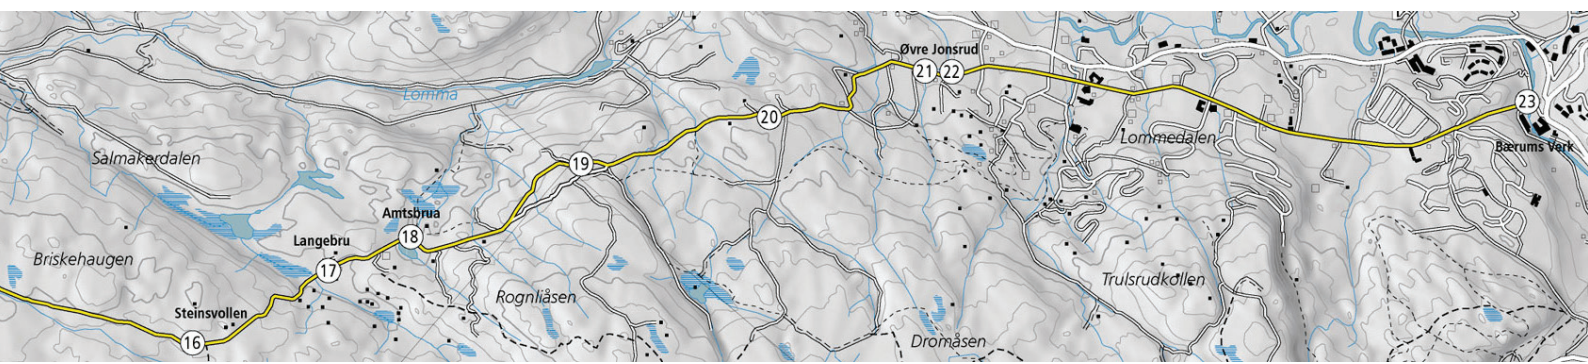 Øvre Jonsrud
21
22
Lomma
20
23
Lommedalen
Bærums Verk
Salmakerdalen
19
Amtsbrua
18
Langebru
17
Briskehaugen
Trulsrudkollen
Rognliåsen
Steinsvollen
16
Dromåsen